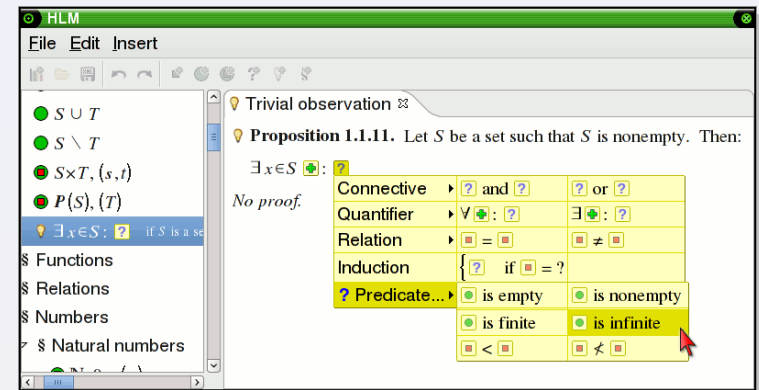 HLM
File Edit Insert
S ∪ T
S \ T
S×T, (s,t)
P(S), (T)
∃ x∈S : ? if S is a se
§ Functions
§ Relations
§ Numbers
§ Natural numbers
Trivial observation
Proposition 1.1.11. Let S be a set such that S is nonempty. Then:
∃ x∈S : ?
No proof.
Connective ? and ? ? or ?
Quantifier ∀ : ? ∃ : ?
Relation = ≠
Induction { ? if = ?
? Predicate... is empty is nonempty
is finite is infinite
< ≮